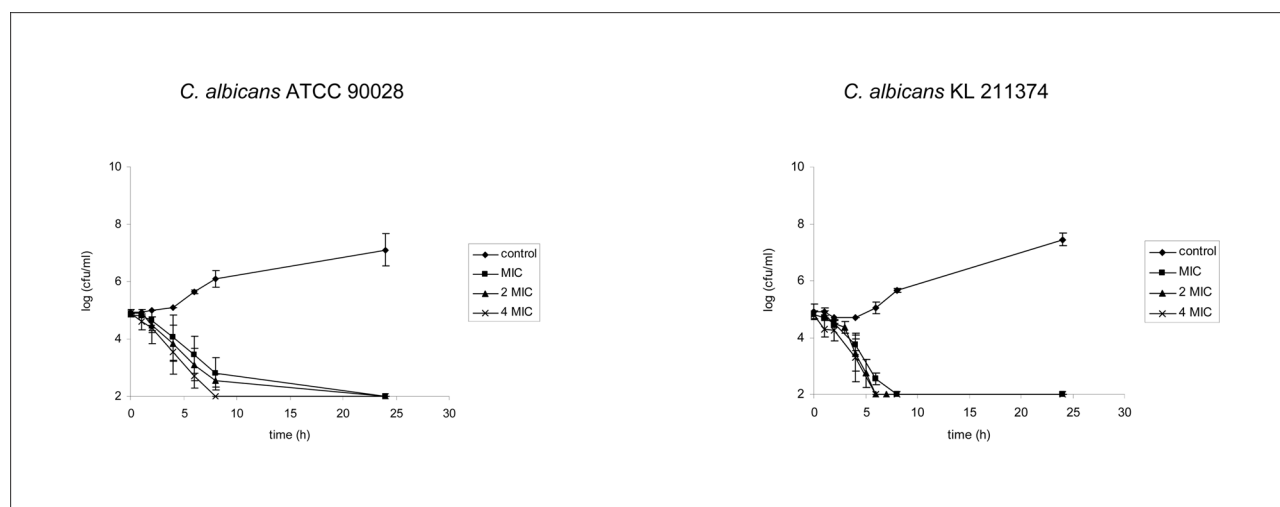 C. albicans ATCC 90028
10
8
6
4
2
log (cfu/ml)
0 5 10 15 20 25 30
time (h)
control
MIC
2 MIC
4 MIC
C. albicans KL 211374
10
8
6
4
2
log (cfu/ml)
0 5 10 15 20 25 30
time (h)
control
MIC
2 MIC
4 MIC